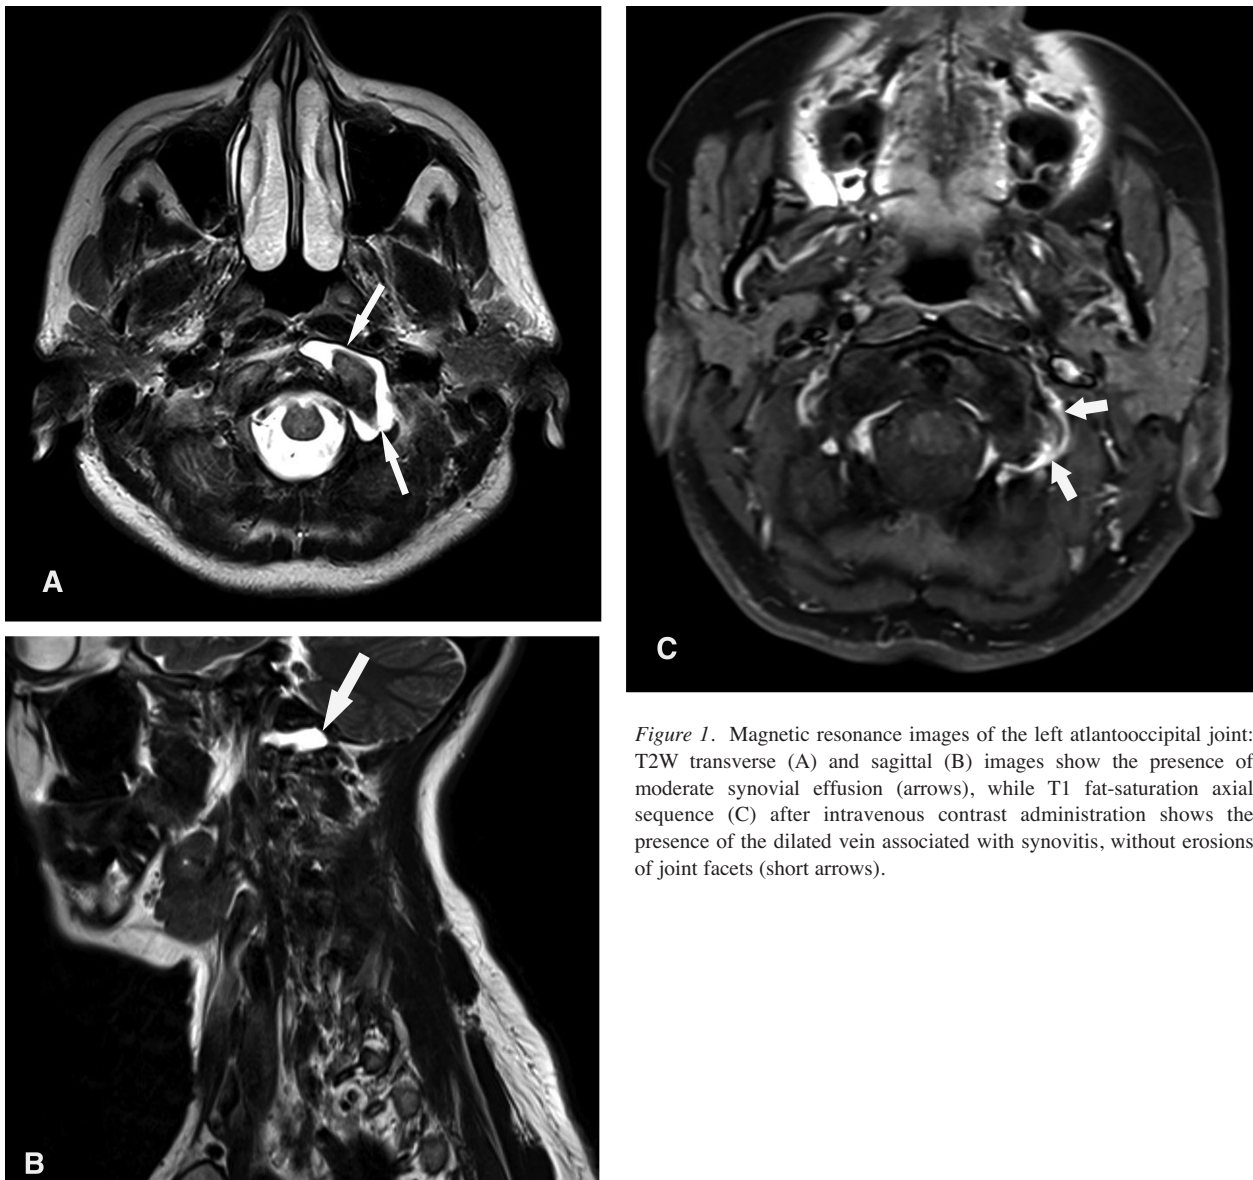 A
C
B
Figure 1. Magnetic resonance images of the left atlantooccipital joint:
T2W transverse (A) and sagittal (B) images show the presence of
moderate synovial effusion (arrows), while T1 fat-saturation axial
sequence (C) after intravenous contrast administration shows the
presence of the dilated vein associated with synovitis, without erosions
of joint facets (short arrows).